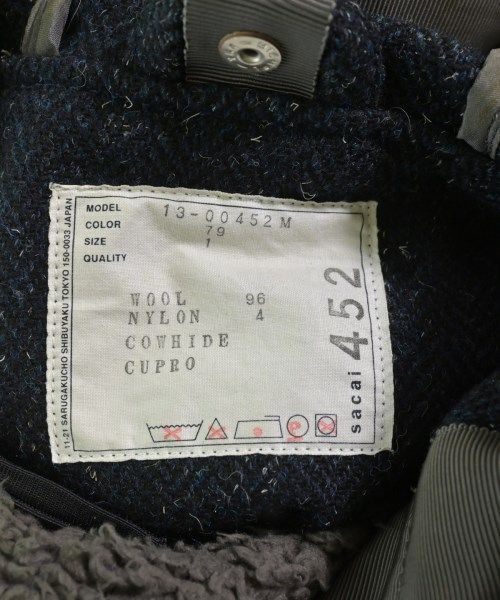 MODEL 13-00452M
COLOR 79
SIZE 1
QUALITY
WOOL 96
NYLON 4
COWHIDE
CUPRO
sacai 452
11-21 SARUGAKUCHO SHIBUYAKU TOKYO 150-0033 JAPAN